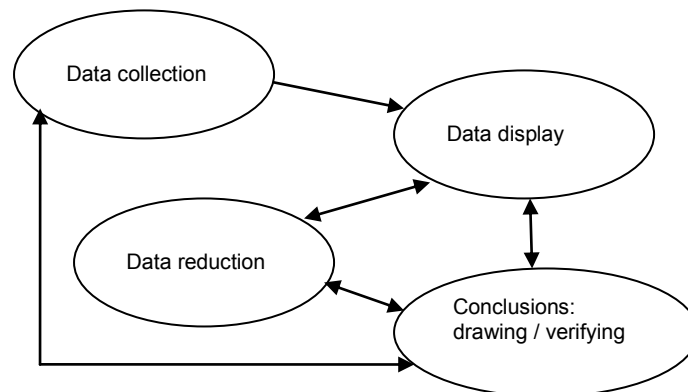 Data collection
Data display
Data reduction
Conclusions:
drawing / verifying